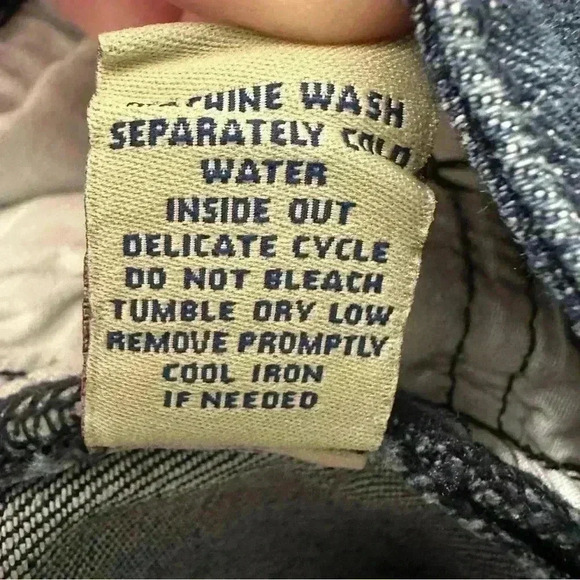 MACHINE WASH
SEPARATELY COLD
WATER
INSIDE OUT
DELICATE CYCLE
DO NOT BLEACH
TUMBLE DRY LOW
REMOVE PROMPTLY
COOL IRON
IF NEEDED